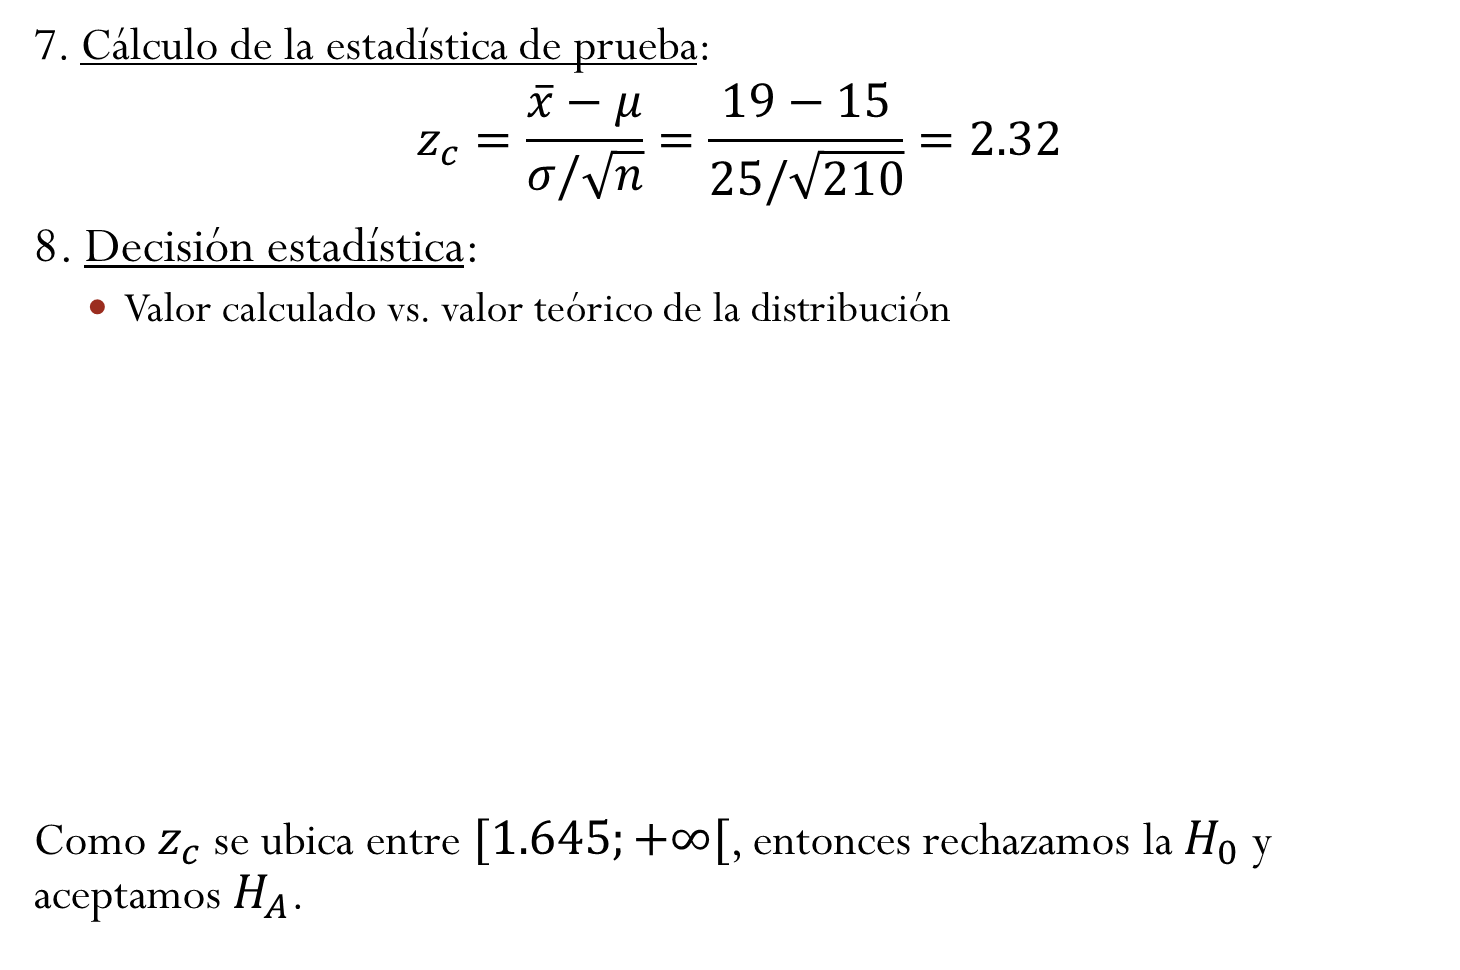 7. Cálculo de la estadística de prueba:
z_c = (x̄ − μ)/(σ/√n) = (19 − 15)/(25/√210) = 2.32
8. Decisión estadística:
• Valor calculado vs. valor teórico de la distribución
Como z_c se ubica entre [1.645; +∞[, entonces rechazamos la H_0 y
aceptamos H_A.